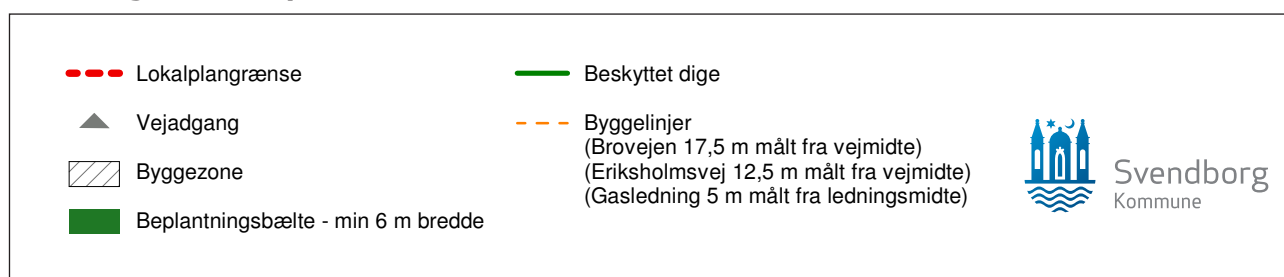 Lokalplangrænse
Vejadgang
Byggezone
Beplantningsbælte - min 6 m bredde
Beskyttet dige
Byggelinjer
(Brovejen 17,5 m målt fra vejmidte)
(Eriksholmsvej 12,5 m målt fra vejmidte)
(Gasledning 5 m målt fra ledningsmidte)
Svendborg
Kommune